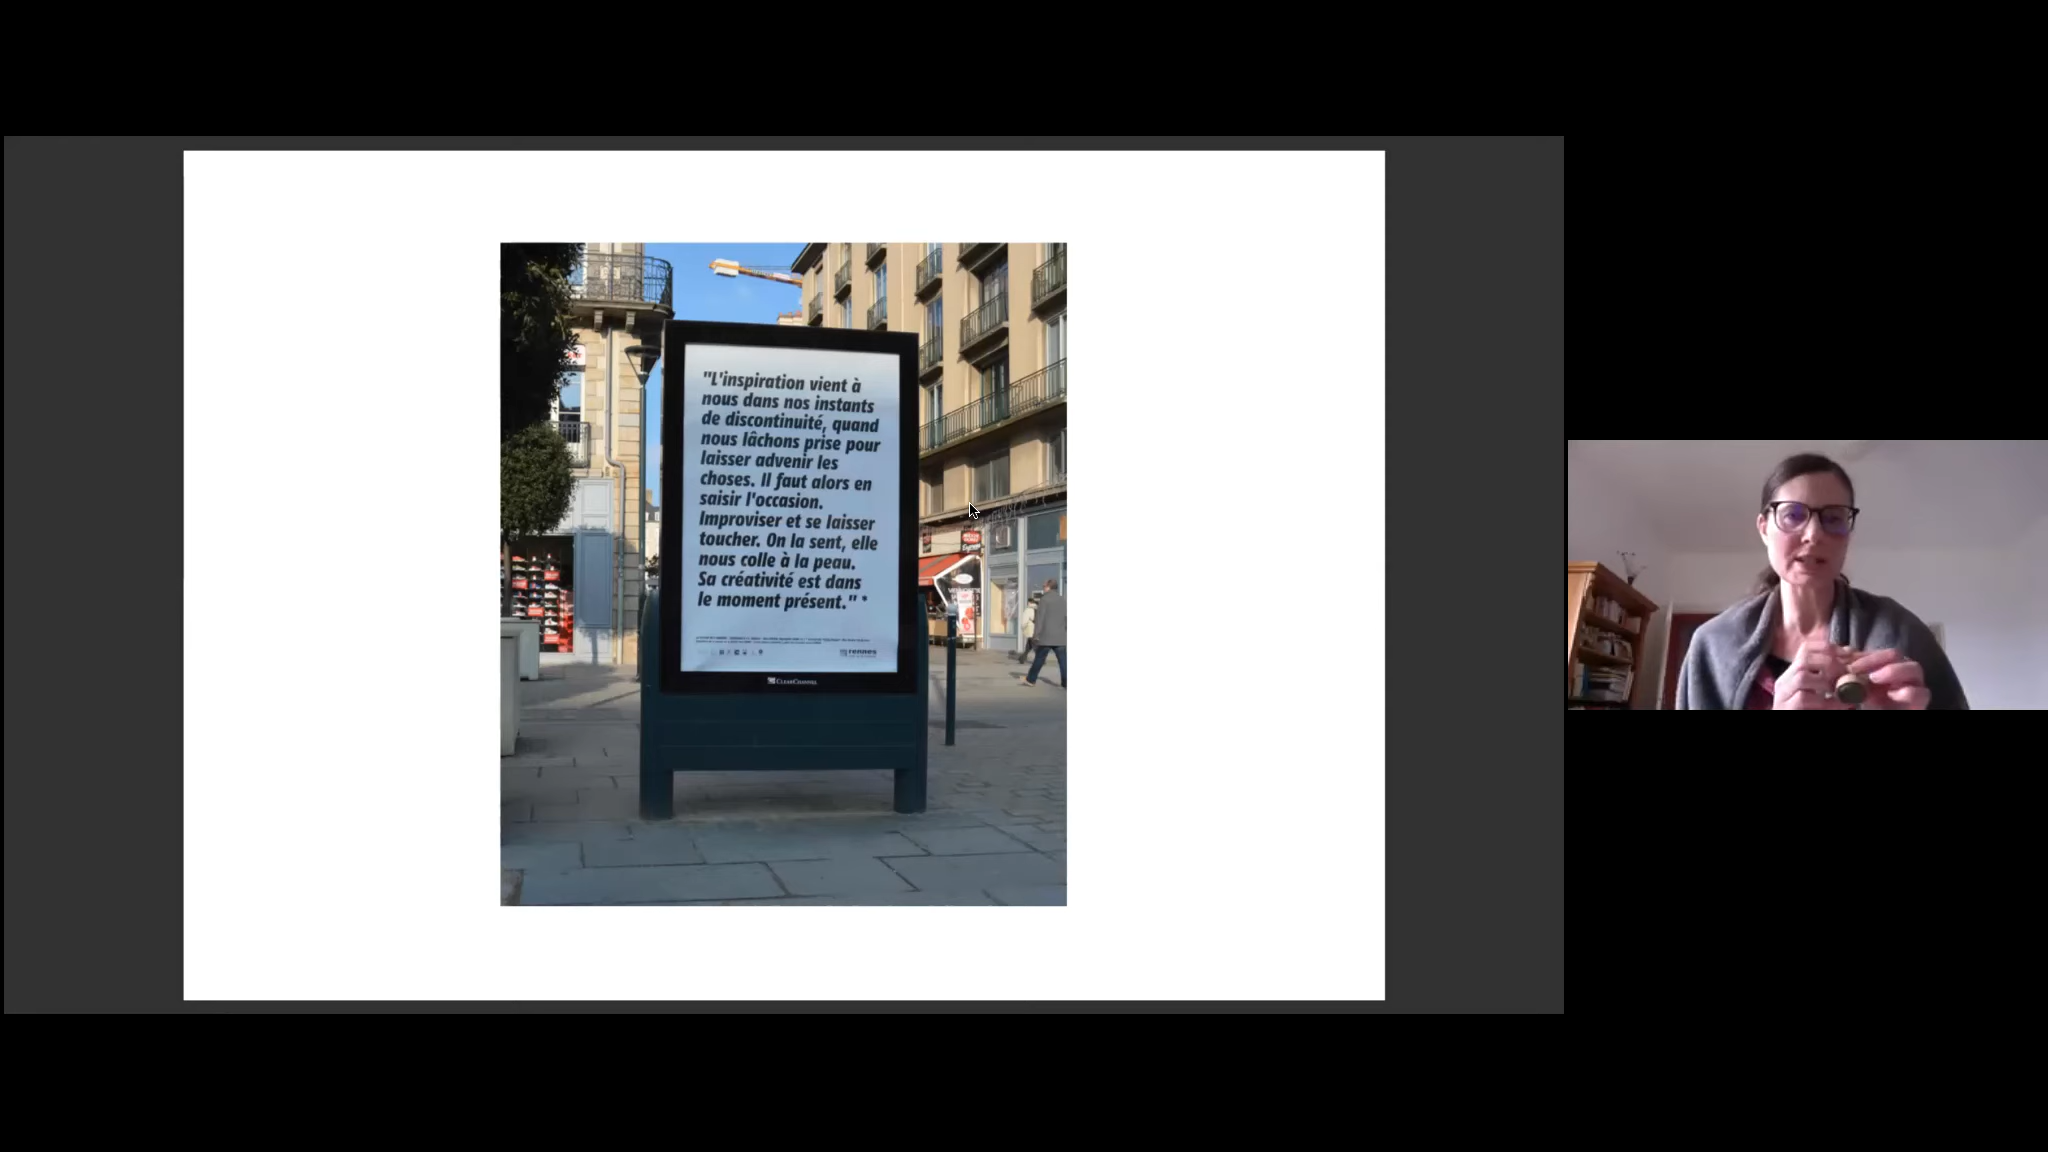 "L'inspiration vient à
nous dans nos instants
de discontinuité, quand
nous lâchons prise pour
laisser advenir les
choses. Il faut alors en
saisir l'occasion.
Improviser et se laisser
toucher. On la sent, elle
nous colle à la peau.
Sa créativité est dans
le moment présent." *
rennes
CLEARCHANNEL